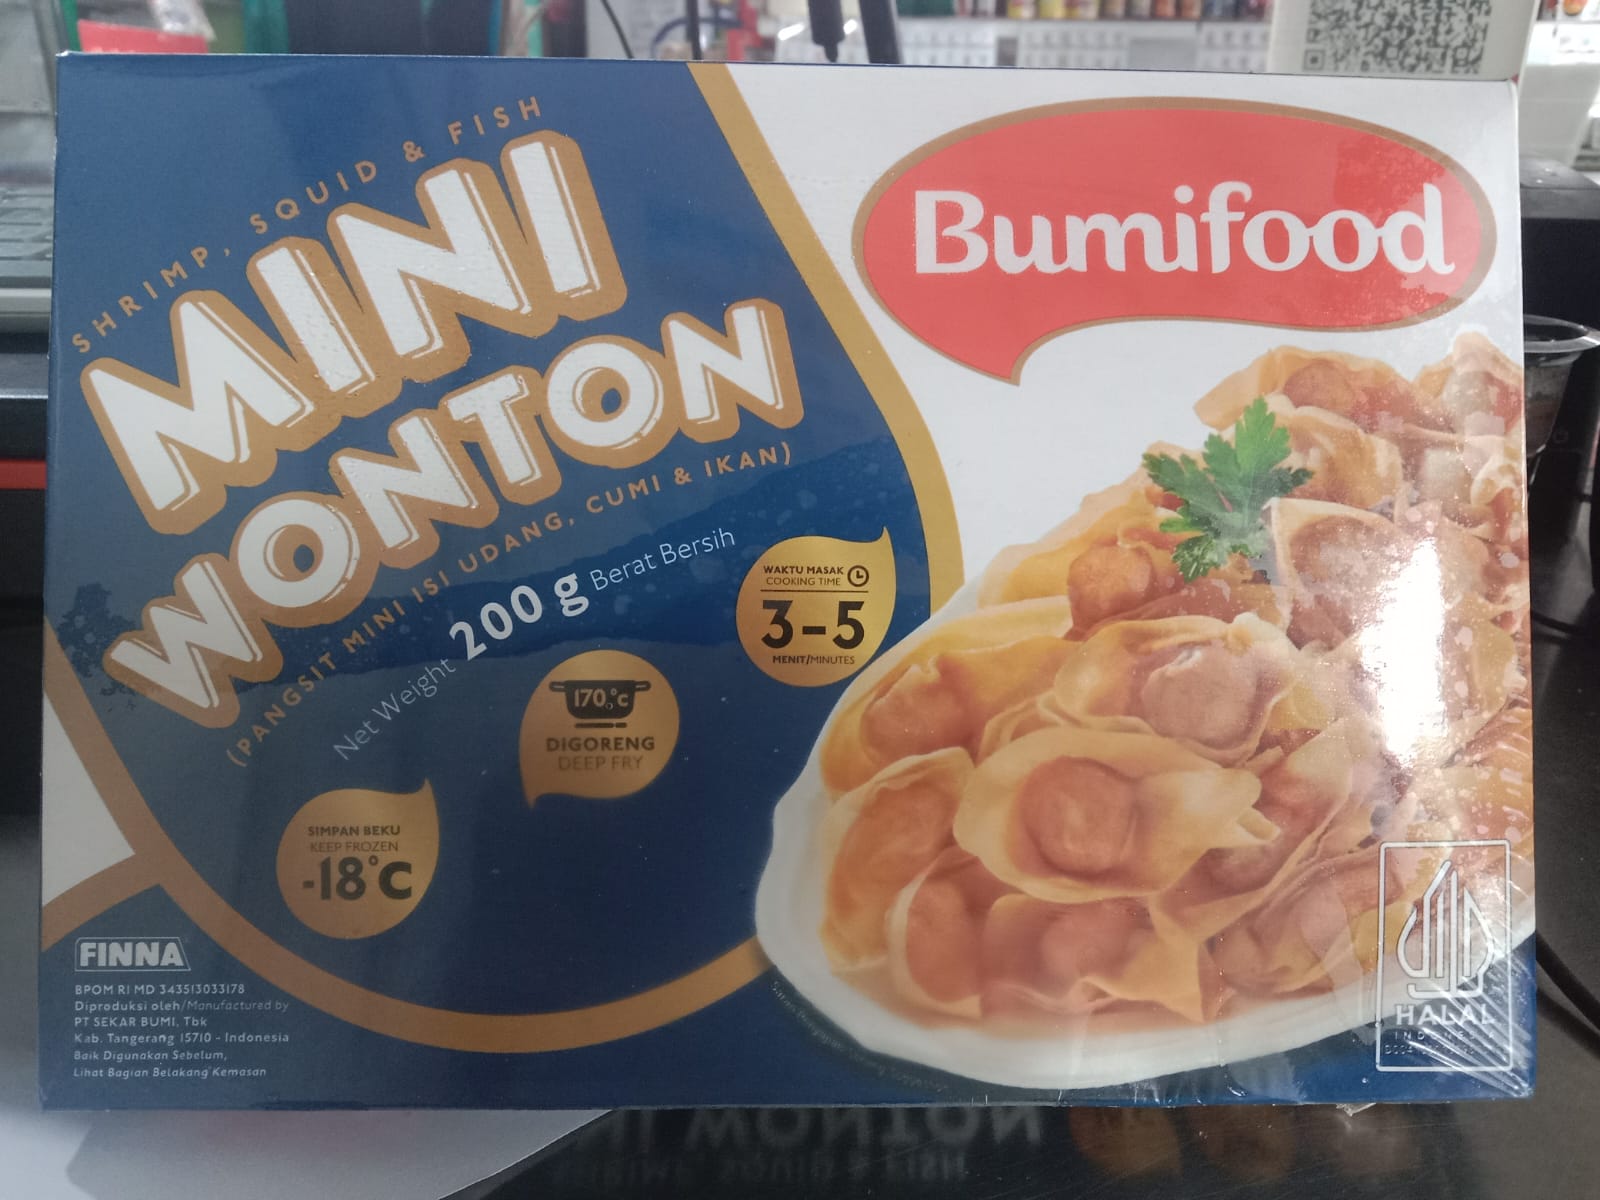 SHRIMP, SQUID & FISH
MINI
WONTON
(PANGSIT MINI ISI UDANG, CUMI & IKAN)
Net Weight 200 g Berat Bersih
WAKTU MASAK
COOKING TIME
3-5
MENIT/MINUTES
170°C
DIGORENG
DEEP FRY
SIMPAN BEKU
KEEP FROZEN
-18°C
FINNA
BPOM RI MD 343513033178
Diproduksi oleh/Manufactured by
PT SEKAR BUMI, Tbk
Kab. Tangerang 15710 - Indonesia
Baik Digunakan Sebelum,
Lihat Bagian Belakang Kemasan
Bumifood
HALAL
INDONESIA